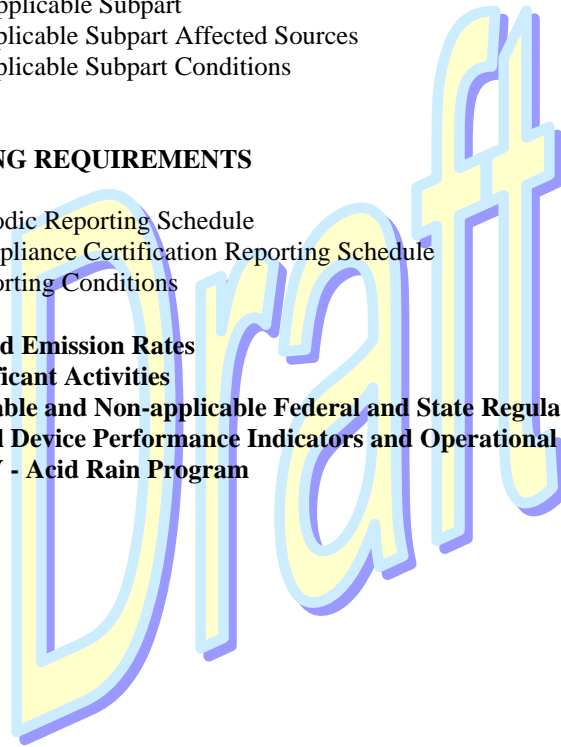 pplicable Subpart
plicable Subpart Affected Sources
plicable Subpart Conditions
NG REQUIREMENTS
odic Reporting Schedule
pliance Certification Reporting Schedule
orting Conditions
d Emission Rates
ficant Activities
able and Non-applicable Federal and State Regula
l Device Performance Indicators and Operational
- Acid Rain Program
Draft